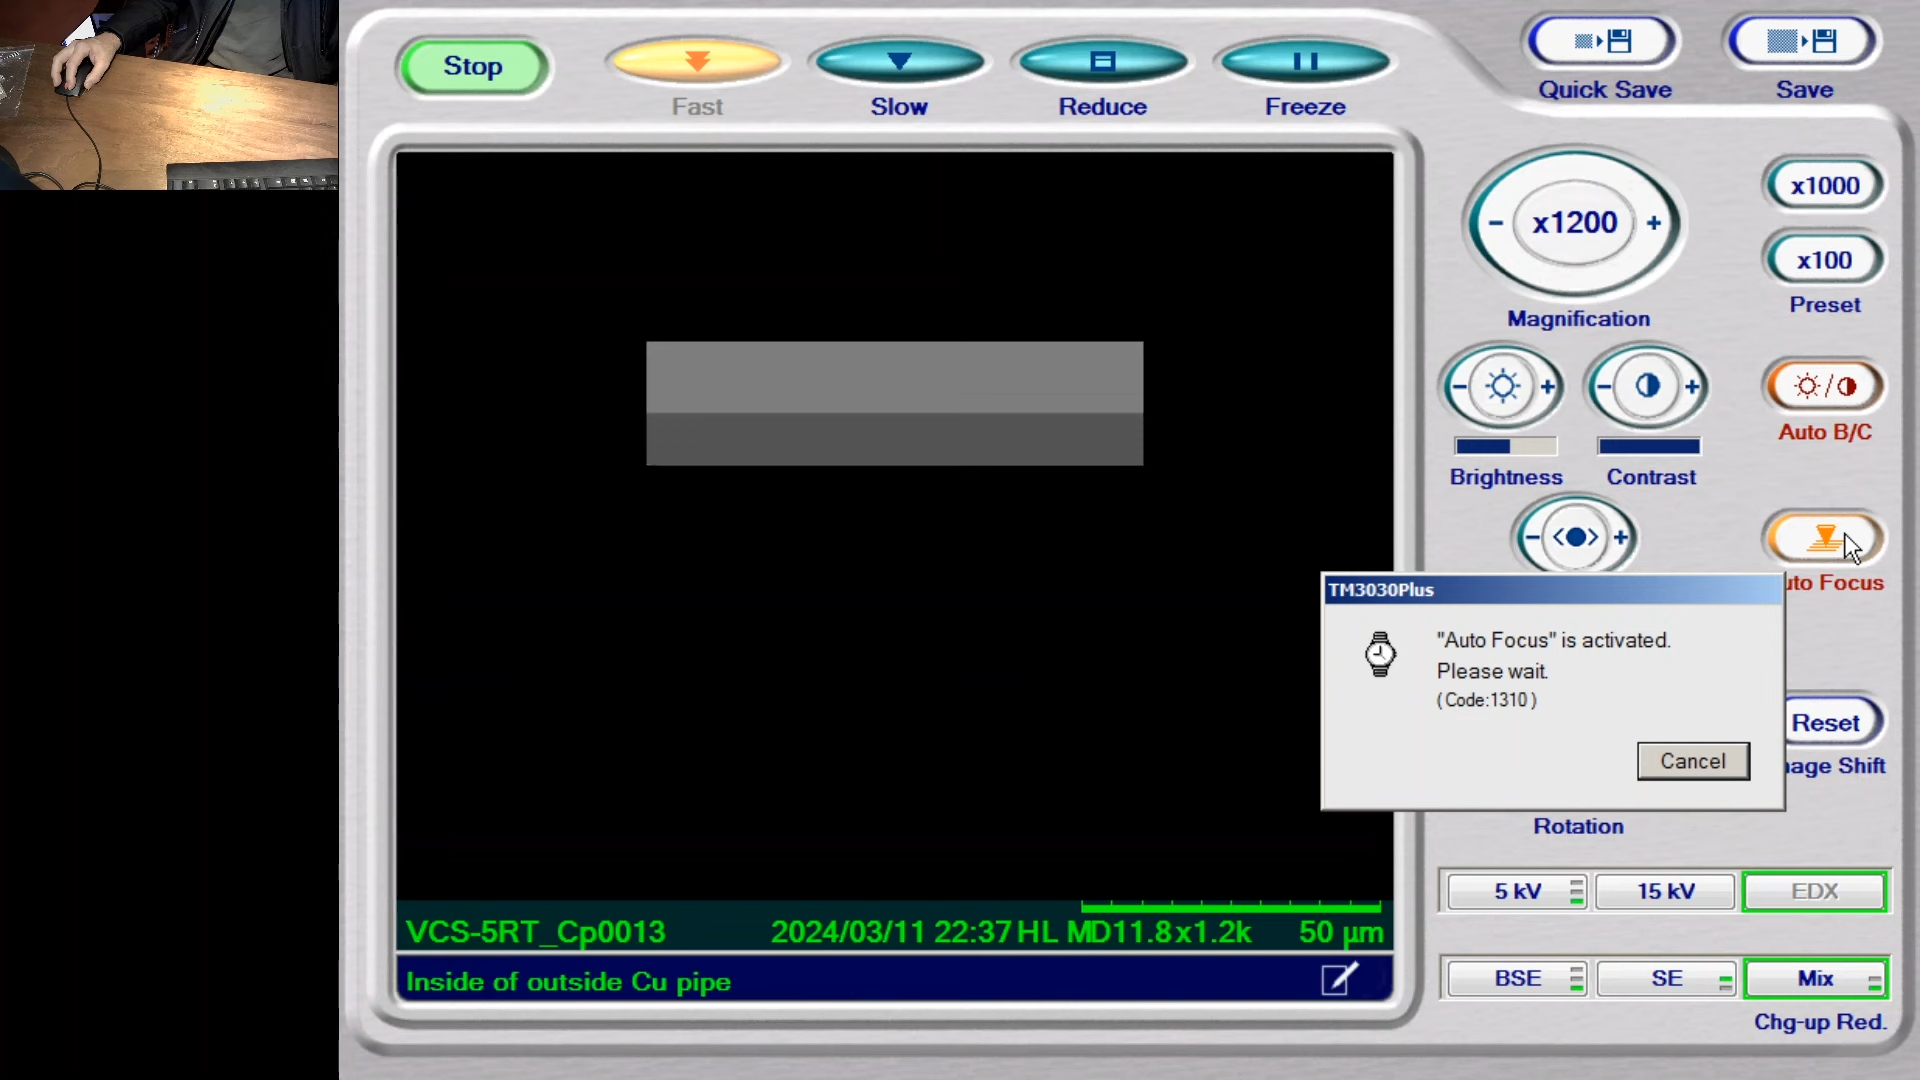 Stop
Fast
Slow
Reduce
Freeze
Quick Save
Save
- x1200 +
Magnification
x1000
x100
Preset
- +
Brightness
- +
Contrast
Auto B/C
- +
uto Focus
TM3030Plus
"Auto Focus" is activated.
Please wait.
(Code:1310)
Cancel
Reset
mage Shift
Rotation
5 kV
15 kV
EDX
BSE
SE
Mix
Chg-up Red.
VCS-5RT_Cp0013 2024/03/11 22:37 HL MD11.8 x1.2k 50 µm
Inside of outside Cu pipe